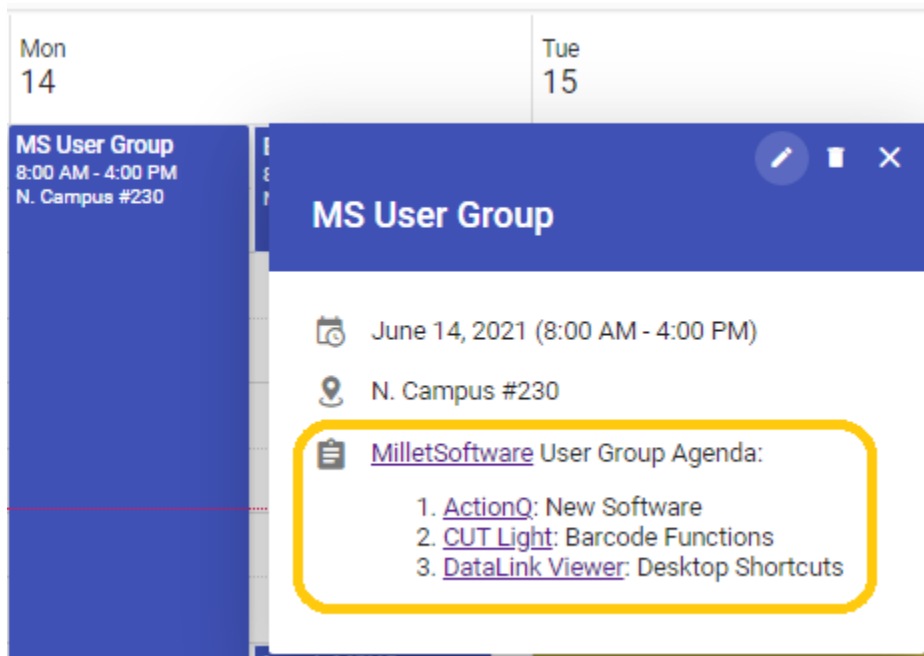 Mon
14
Tue
15
MS User Group
8:00 AM - 4:00 PM
N. Campus #230
MS User Group
June 14, 2021 (8:00 AM - 4:00 PM)
N. Campus #230
MilletSoftware User Group Agenda:
1. ActionQ: New Software
2. CUT Light: Barcode Functions
3. DataLink Viewer: Desktop Shortcuts